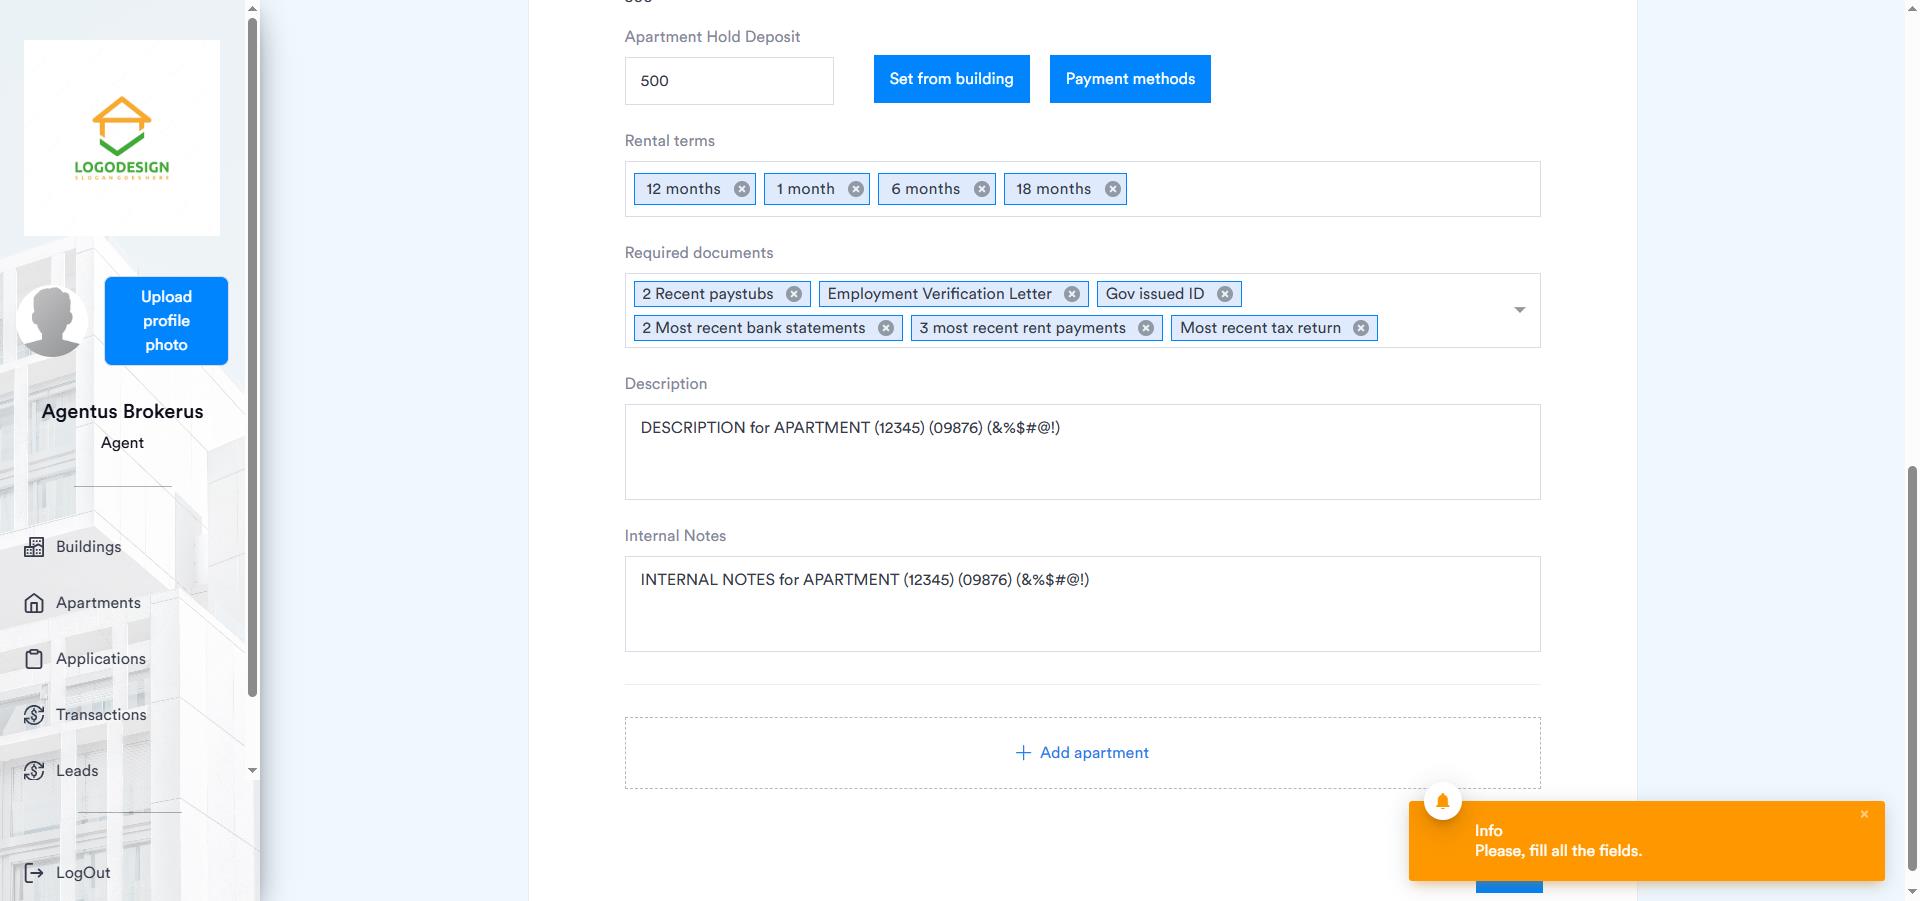 LOGODESIGN
SLOGAN GOES HERE
Upload
profile
photo
Agentus Brokerus
Agent
Buildings
Apartments
Applications
Transactions
Leads
LogOut
Apartment Hold Deposit
500
Set from building
Payment methods
Rental terms
12 months
1 month
6 months
18 months
Required documents
2 Recent paystubs
Employment Verification Letter
Gov issued ID
2 Most recent bank statements
3 most recent rent payments
Most recent tax return
Description
DESCRIPTION for APARTMENT (12345) (09876) (&%$#@!)
Internal Notes
INTERNAL NOTES for APARTMENT (12345) (09876) (&%$#@!)
Add apartment
Info
Please, fill all the fields.